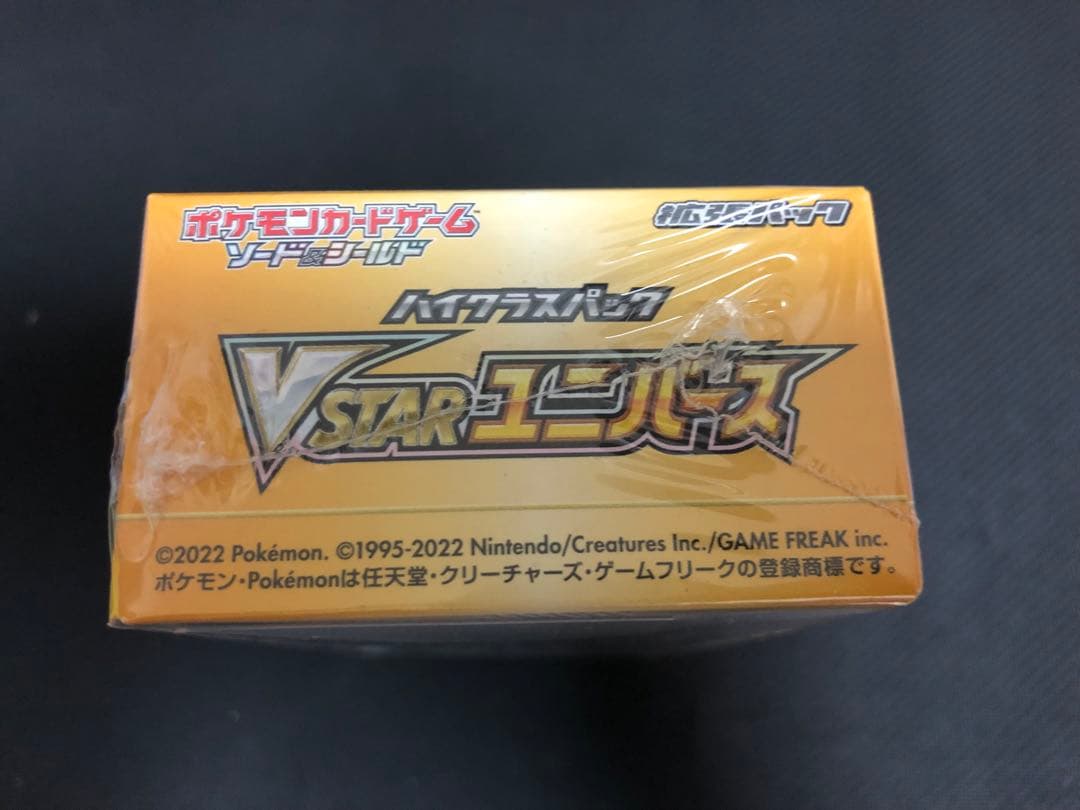 ポケモンカードゲーム™
ソード&シールド
拡張パック
ハイクラスパック
VSTARユニバース
©2022 Pokémon. ©1995-2022 Nintendo/Creatures Inc./GAME FREAK inc.
ポケモン・Pokémonは任天堂・クリーチャーズ・ゲームフリークの登録商標です。